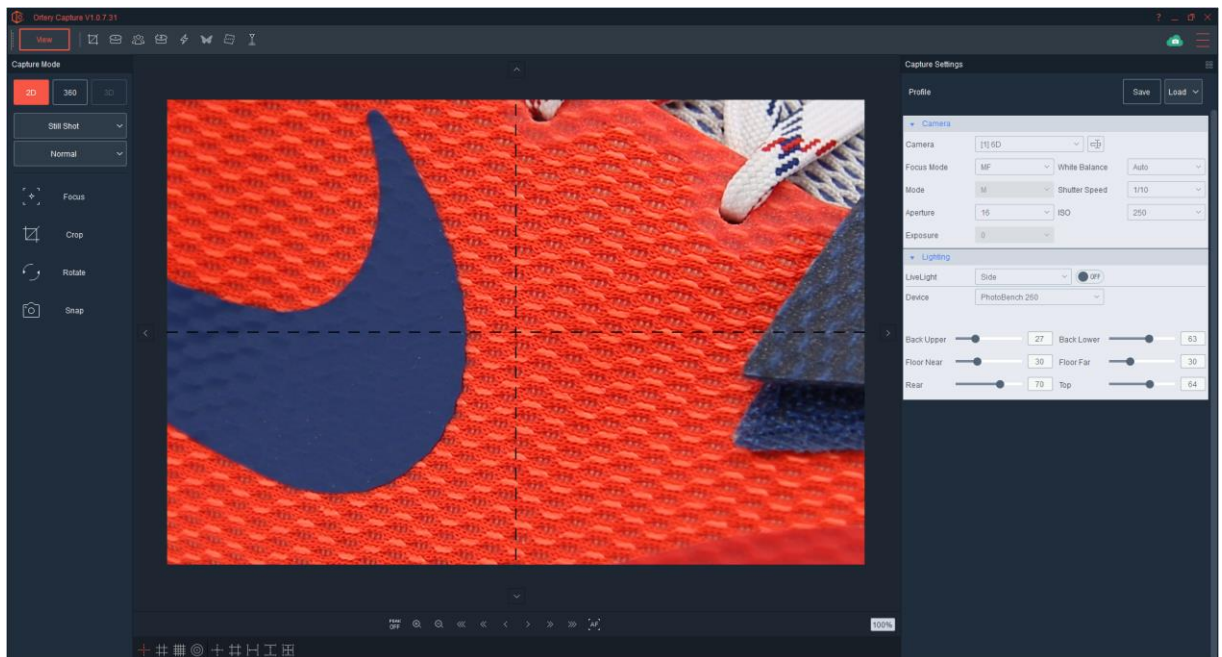 Ortery Capture V1.0.7.31
?
View
Capture Mode
2D 360 3D
Still Shot
Normal
Focus
Crop
Rotate
Snap
OFF
AF
100%
Capture Settings
Profile Save Load
Camera
Camera [1] 6D
Focus Mode MF White Balance Auto
Mode M Shutter Speed 1/10
Aperture 16 ISO 250
Exposure 0
Lighting
LiveLight Side OFF
Device PhotoBench 260
Back Upper 27 Back Lower 63
Floor Near 30 Floor Far 30
Rear 70 Top 64